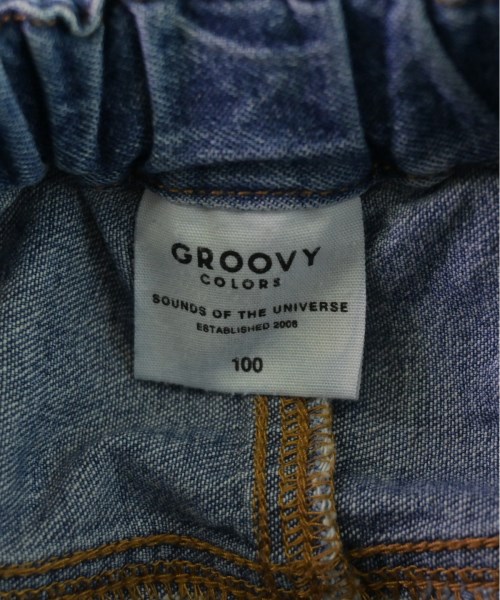 GROOVY
COLORS
SOUNDS OF THE UNIVERSE
ESTABLISHED 2008
100